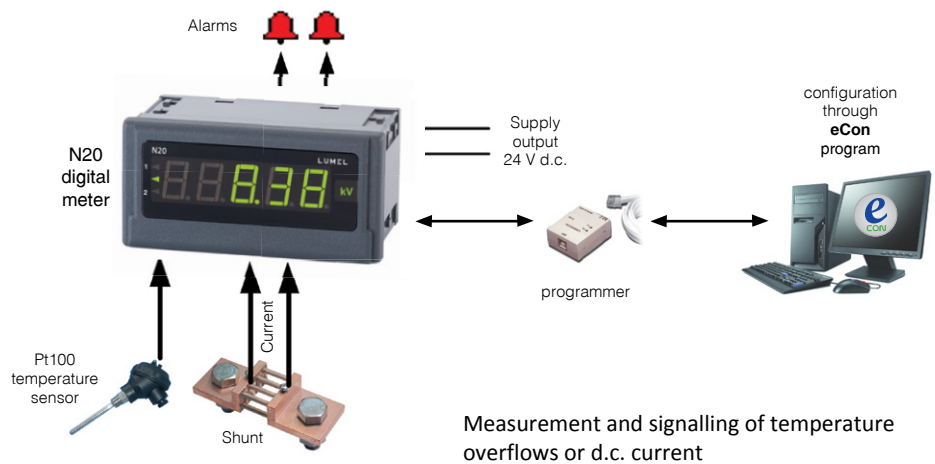 Alarms
N20
digital
meter
N20
LUMEL
1
2
8.38
kV
Supply
output
24 V d.c.
configuration
through
eCon
program
e
CON
programmer
Pt100
temperature
sensor
Current
Shunt
Measurement and signalling of temperature
overflows or d.c. current